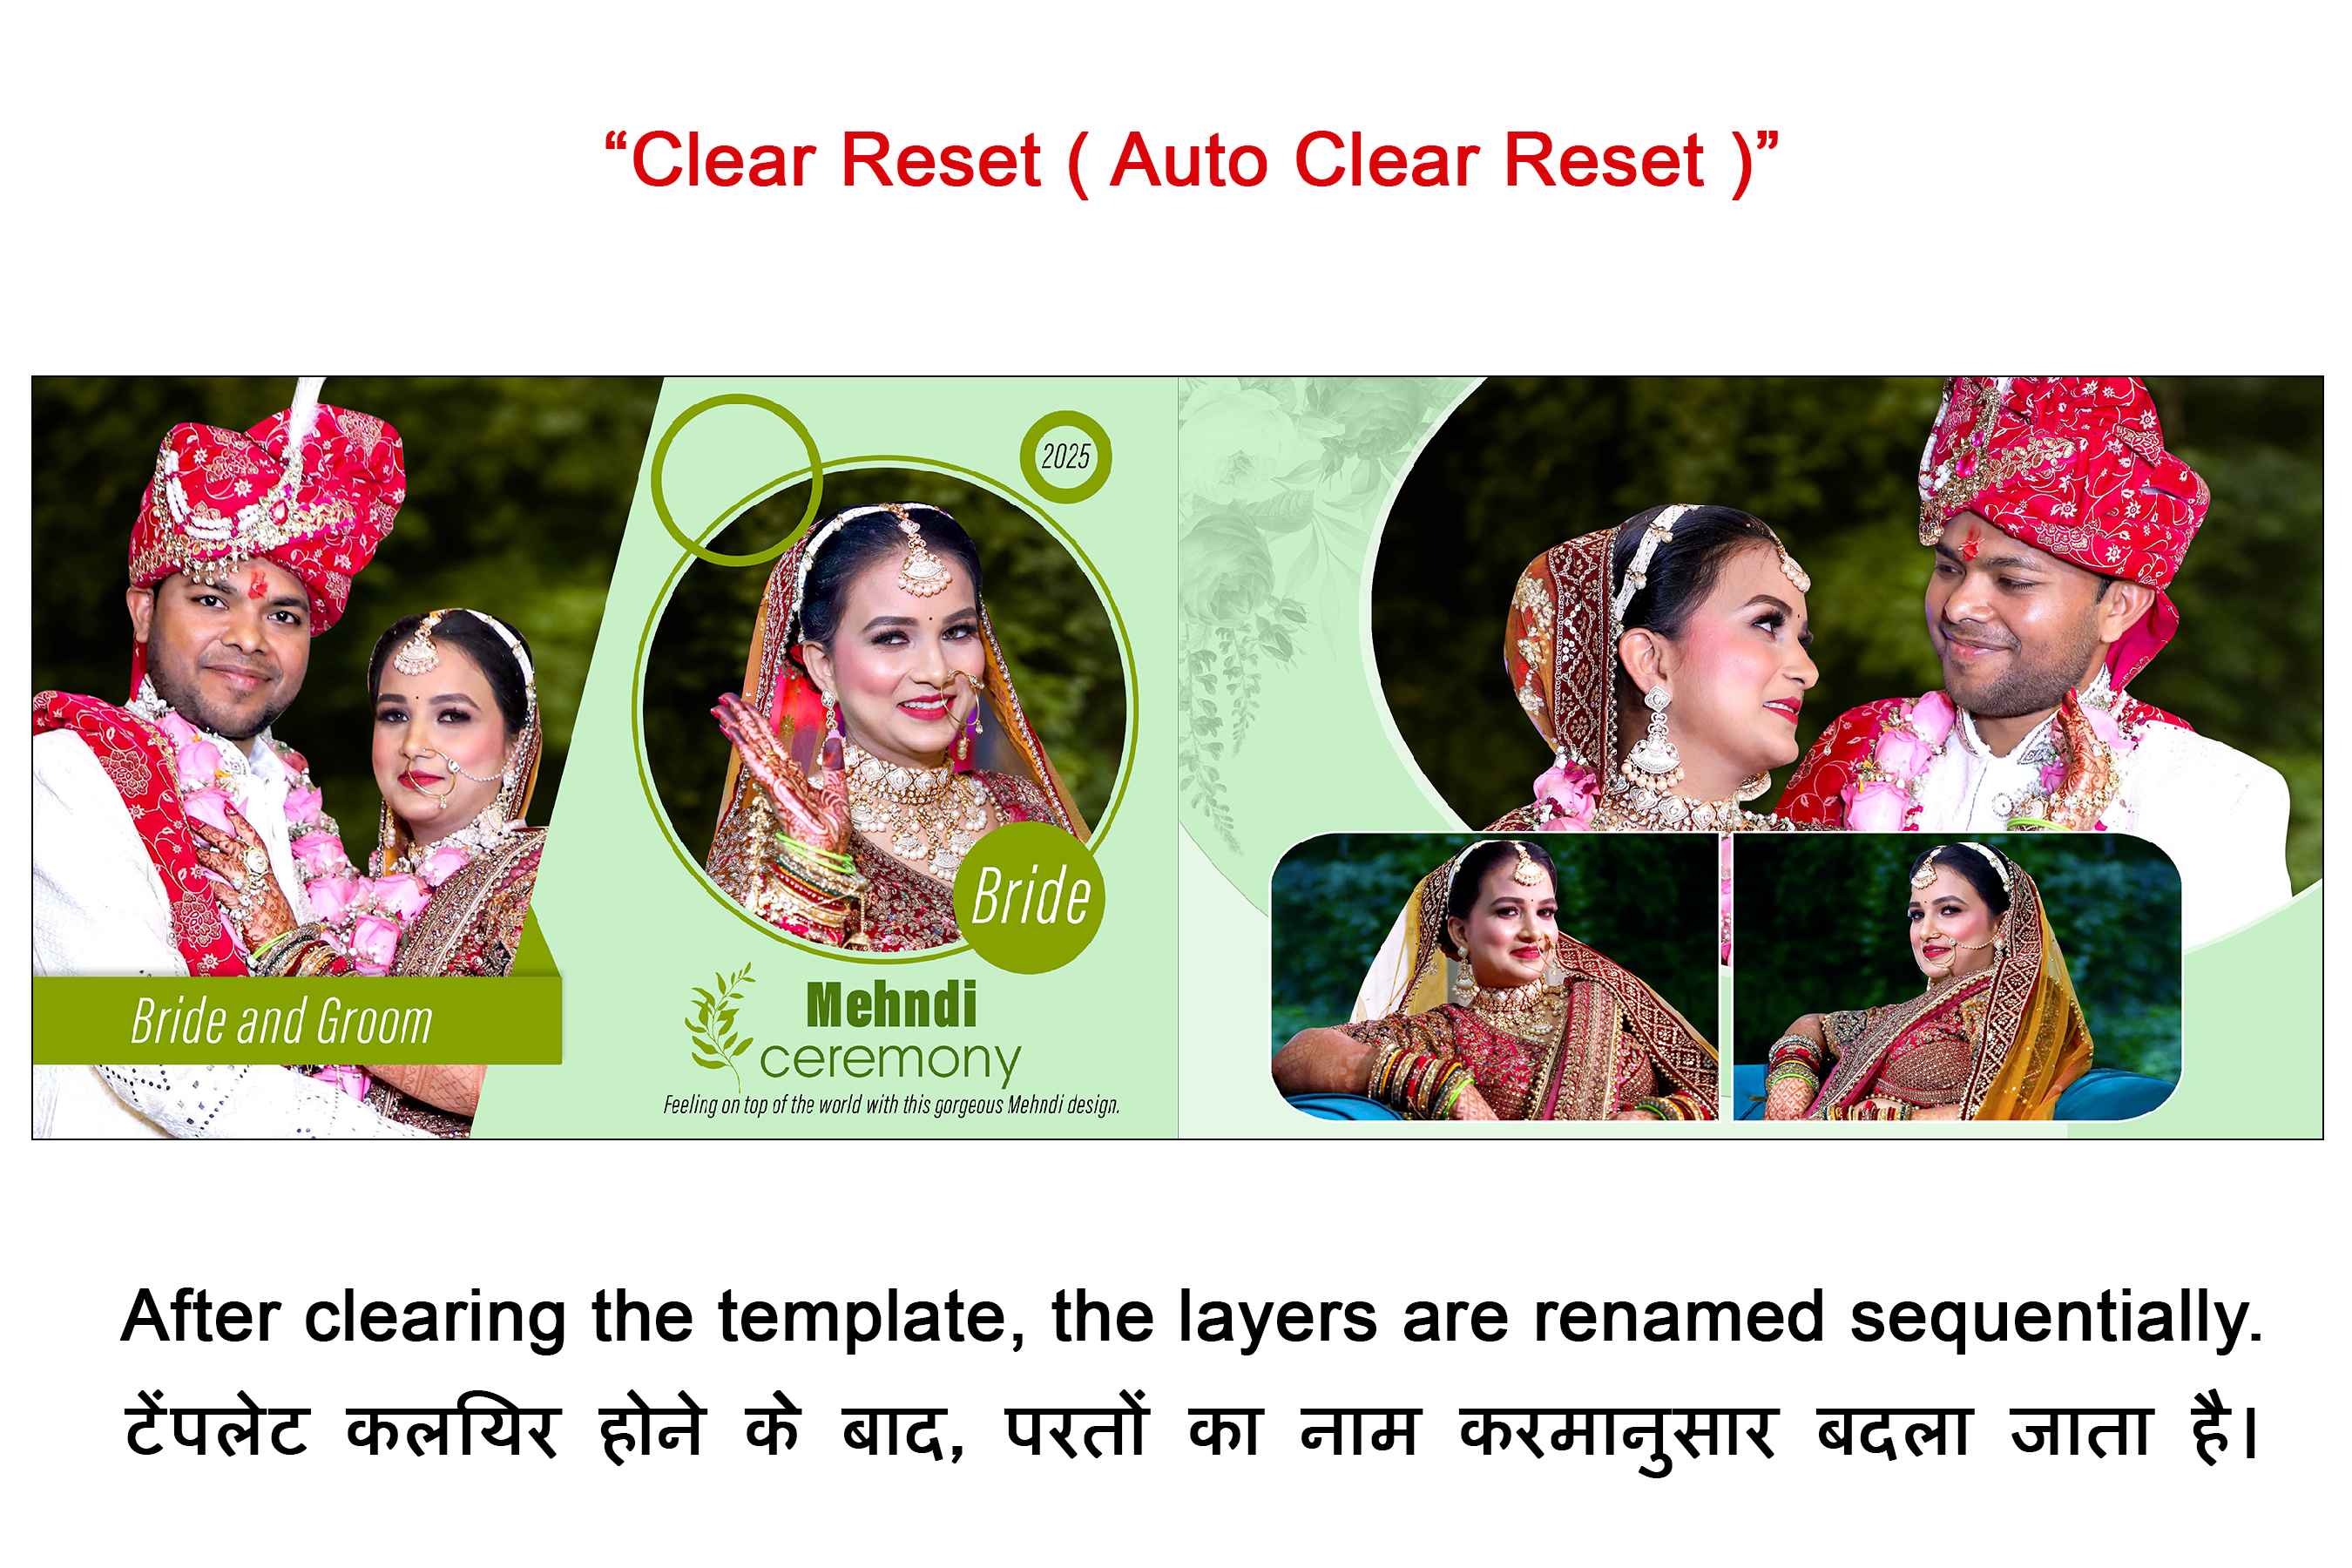 “Clear Reset ( Auto Clear Reset )”
2025
Bride
Bride and Groom
Mehndi
ceremony
Feeling on top of the world with this gorgeous Mehndi design.
After clearing the template, the layers are renamed sequentially.
टेंपलेट कलयिर होने के बाद, परतों का नाम करमानुसार बदला जाता है।